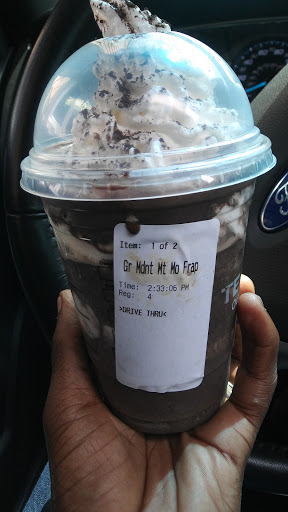 Item: 1 of 2
Gr Mdnt Mt Mo Frap
Time: 2:33:06 PM
Reg: 4
>DRIVE THRU<